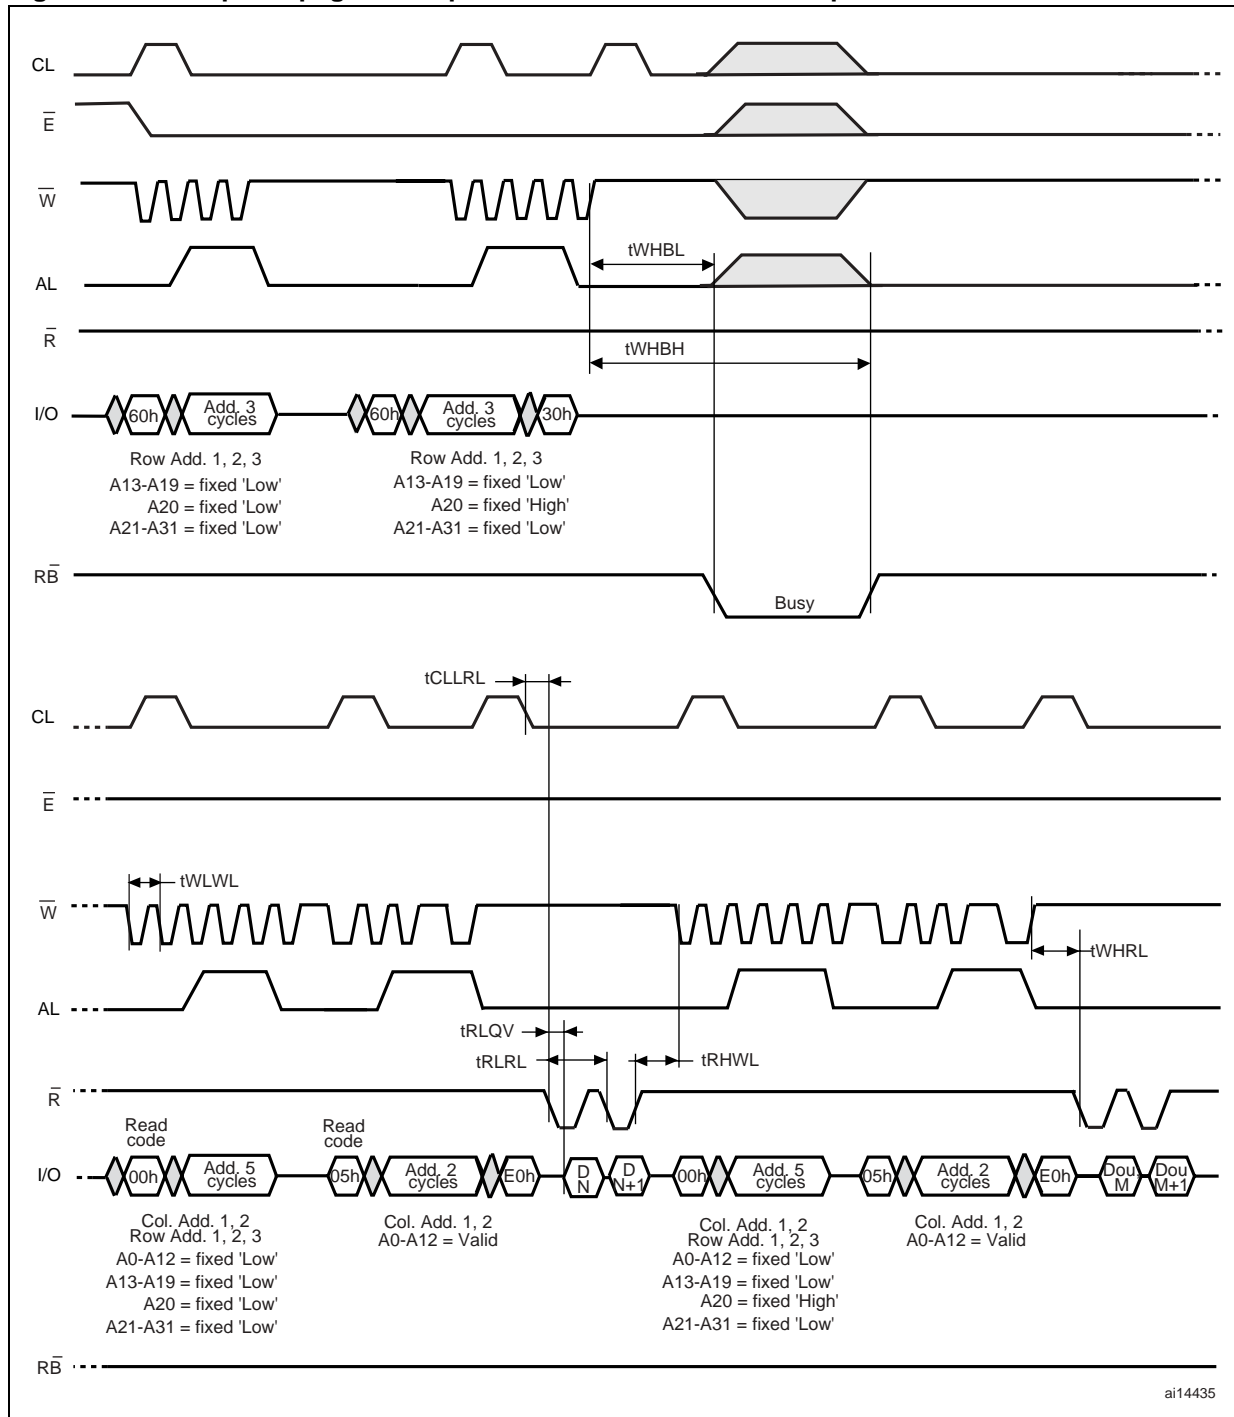 CL
E
W
tWHBL
AL
R
tWHBH
I/O 60h Add. 3 cycles 60h Add. 3 cycles 30h
Row Add. 1, 2, 3
A13-A19 = fixed 'Low'
A20 = fixed 'Low'
A21-A31 = fixed 'Low'
Row Add. 1, 2, 3
A13-A19 = fixed 'Low'
A20 = fixed 'High'
A21-A31 = fixed 'Low'
RB
Busy
tCLLRL
CL
E
tWLWL
W
tWHRL
AL
tRLQV
tRLRL
tRHWL
R
Read code
Read code
I/O 00h Add. 5 cycles 05h Add. 2 cycles E0h D N D N+1 00h Add. 5 cycles 05h Add. 2 cycles E0h Dou M Dou M+1
Col. Add. 1, 2
Row Add. 1, 2, 3
A0-A12 = fixed 'Low'
A13-A19 = fixed 'Low'
A20 = fixed 'Low'
A21-A31 = fixed 'Low'
Col. Add. 1, 2
A0-A12 = Valid
Col. Add. 1, 2
Row Add. 1, 2, 3
A0-A12 = fixed 'Low'
A13-A19 = fixed 'Low'
A20 = fixed 'High'
A21-A31 = fixed 'Low'
Col. Add. 1, 2
A0-A12 = Valid
RB
ai14435